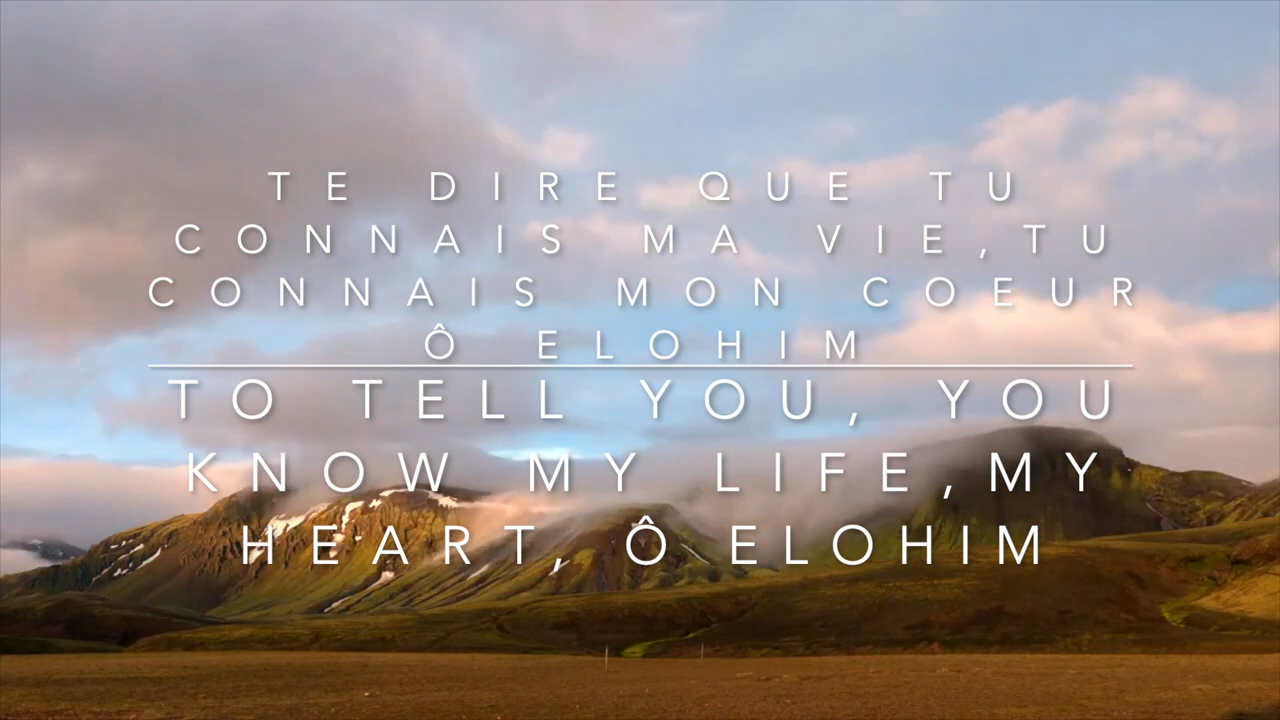 TE DIRE QUE TU
CONNAIS MA VIE,TU
CONNAIS MON COEUR
Ô ELOHIM
TO TELL YOU, YOU
KNOW MY LIFE,MY
HEART, Ô ELOHIM